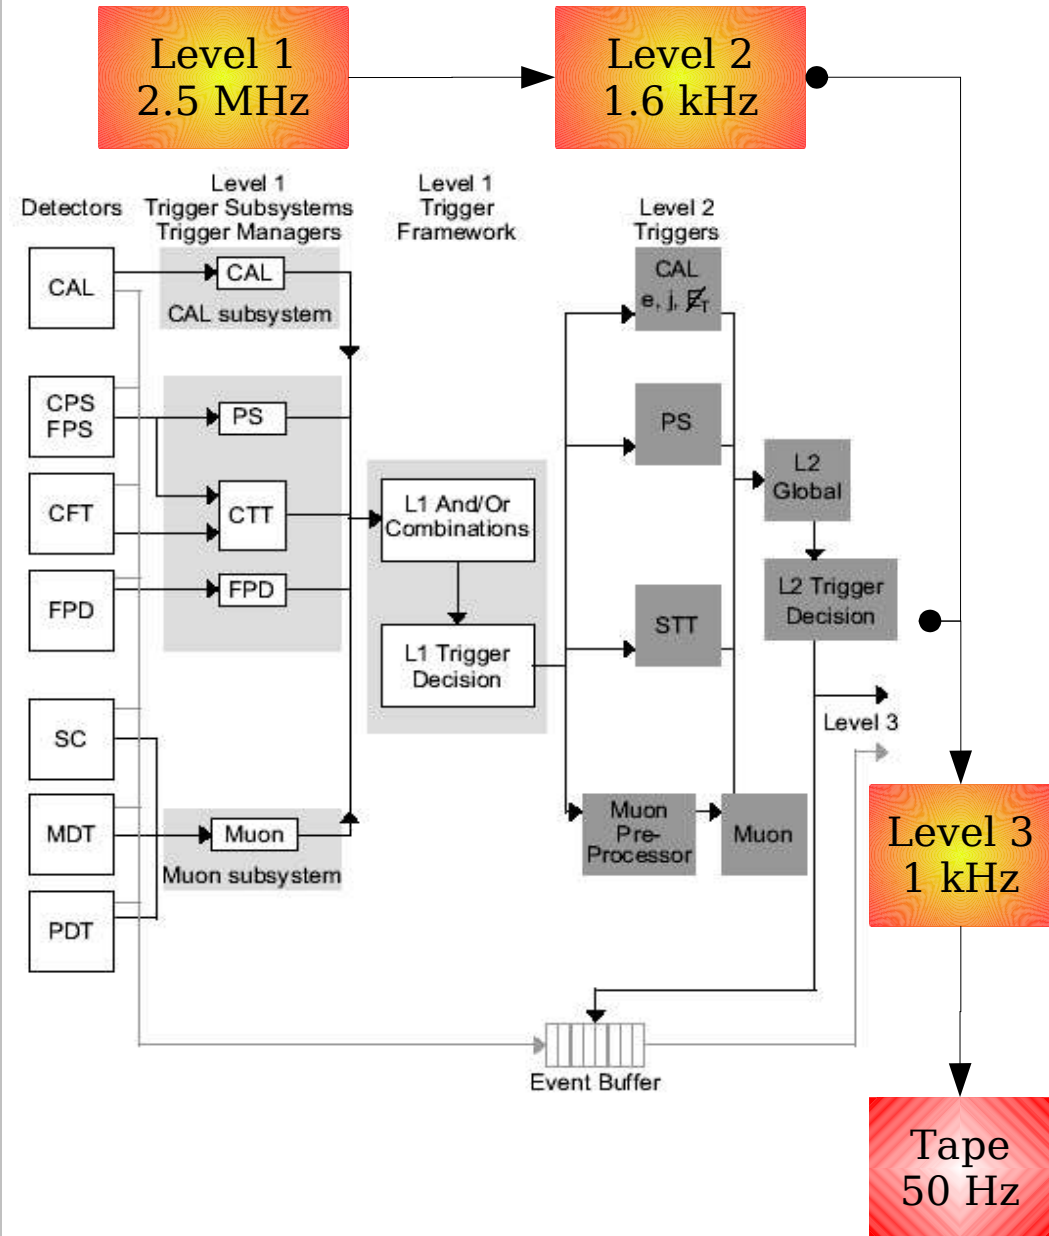 Level 1
2.5 MHz
Level 2
1.6 kHz
Detectors
Level 1
Trigger Subsystems
Trigger Managers
Level 1
Trigger
Framework
Level 2
Triggers
CAL
CAL
CAL subsystem
CAL
e, j, E̸T
CPS
FPS
PS
PS
CFT
CTT
L1 And/Or
Combinations
L2
Global
FPD
FPD
L1 Trigger
Decision
STT
L2 Trigger
Decision
Level 3
SC
MDT
Muon
Muon subsystem
Muon
Pre-
Processor
Muon
Level 3
1 kHz
PDT
Event Buffer
Tape
50 Hz